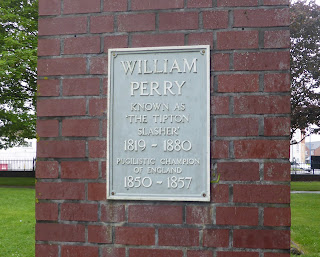 WILLIAM
PERRY
KNOWN AS
'THE TIPTON
SLASHER'
1819 - 1880
PUGILISTIC CHAMPION
OF ENGLAND
1850 - 1857